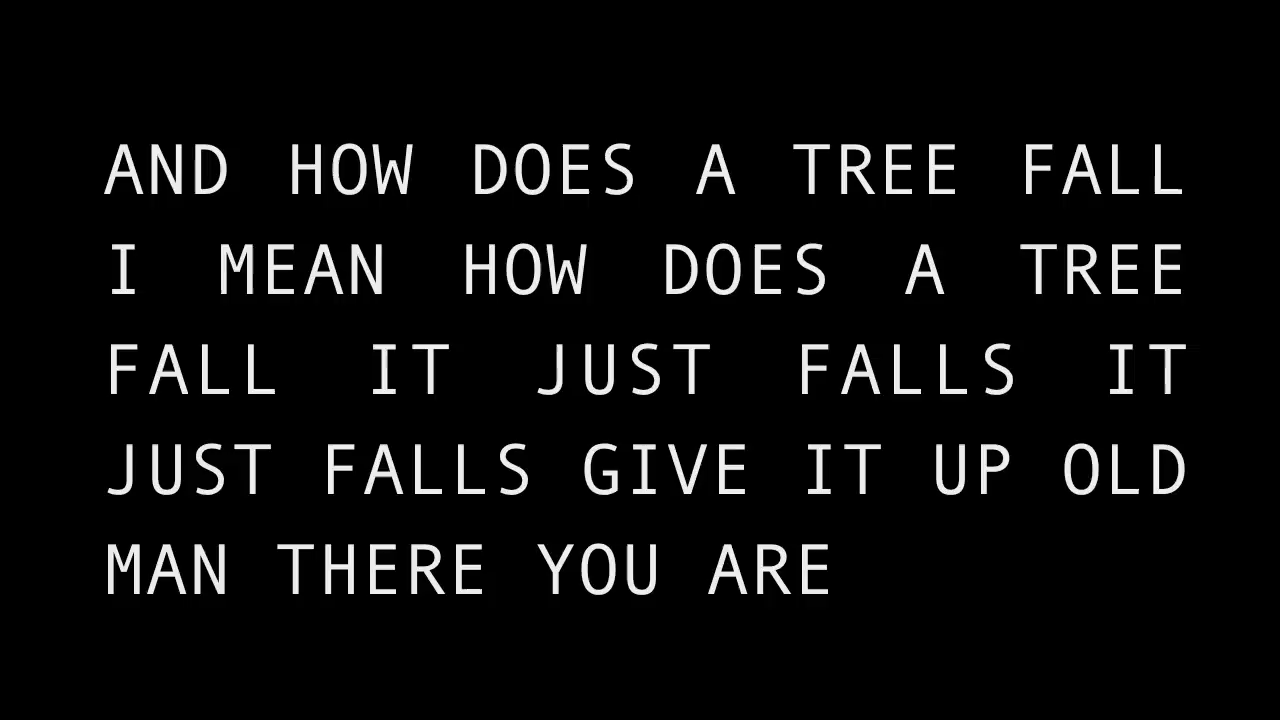 AND HOW DOES A TREE FALL
I MEAN HOW DOES A TREE
FALL IT JUST FALLS IT
JUST FALLS GIVE IT UP OLD
MAN THERE YOU ARE